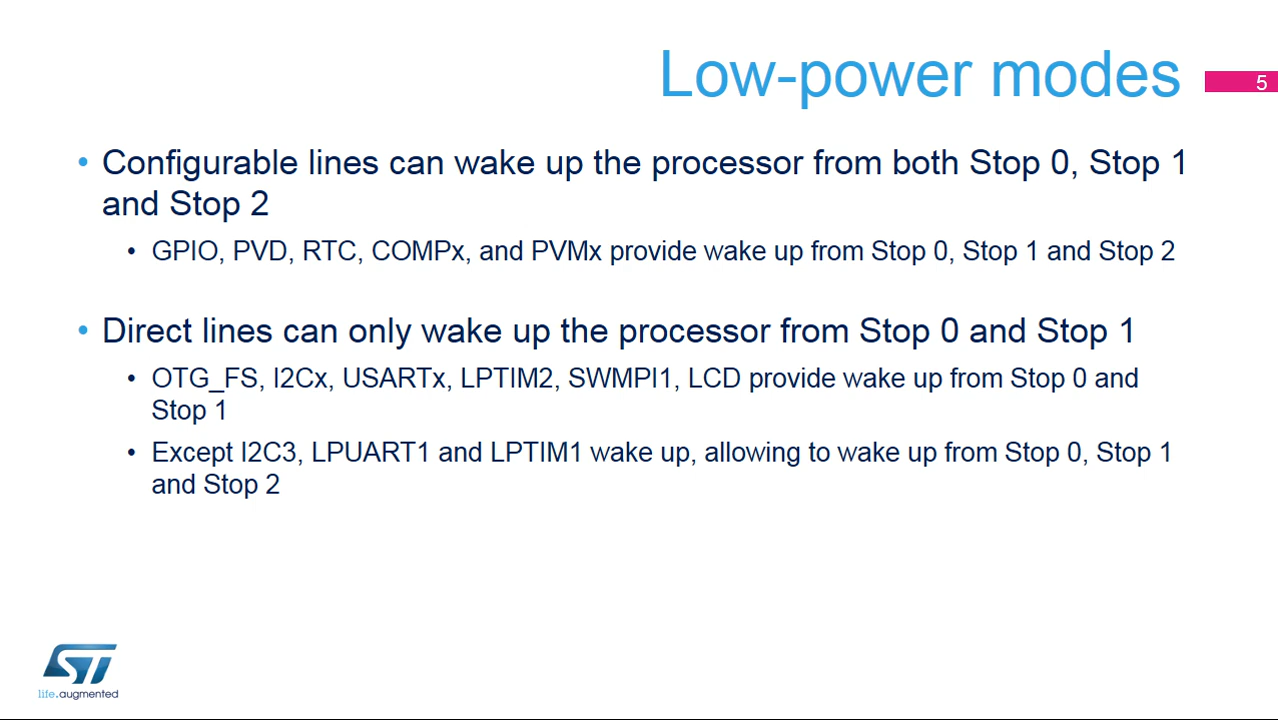 Low-power modes
5
• Configurable lines can wake up the processor from both Stop 0, Stop 1
and Stop 2
• GPIO, PVD, RTC, COMPx, and PVMx provide wake up from Stop 0, Stop 1 and Stop 2
• Direct lines can only wake up the processor from Stop 0 and Stop 1
• OTG_FS, I2Cx, USARTx, LPTIM2, SWMPI1, LCD provide wake up from Stop 0 and
Stop 1
• Except I2C3, LPUART1 and LPTIM1 wake up, allowing to wake up from Stop 0, Stop 1
and Stop 2
ST
life.augmented